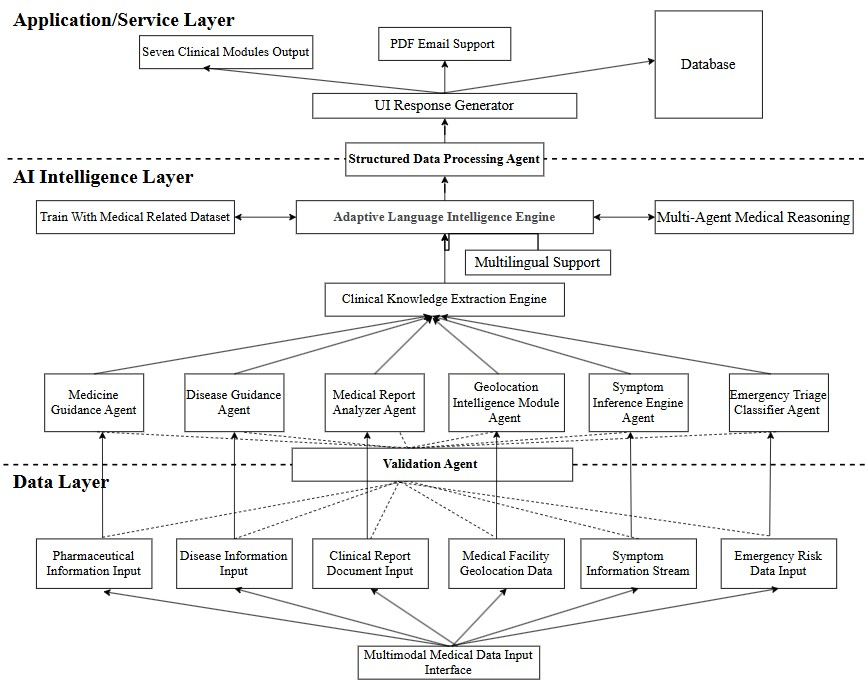 Application/Service Layer
Seven Clinical Modules Output
PDF Email Support
Database
UI Response Generator
Structured Data Processing Agent
AI Intelligence Layer
Train With Medical Related Dataset
Adaptive Language Intelligence Engine
Multi-Agent Medical Reasoning
Multilingual Support
Clinical Knowledge Extraction Engine
Medicine
Guidance Agent
Disease Guidance
Agent
Medical Report
Analyzer Agent
Geolocation
Intelligence Module
Agent
Symptom
Inference Engine
Agent
Emergency Triage
Classifier Agent
Validation Agent
Data Layer
Pharmaceutical
Information Input
Disease Information
Input
Clinical Report
Document Input
Medical Facility
Geolocation Data
Symptom
Information Stream
Emergency Risk
Data Input
Multimodal Medical Data Input
Interface